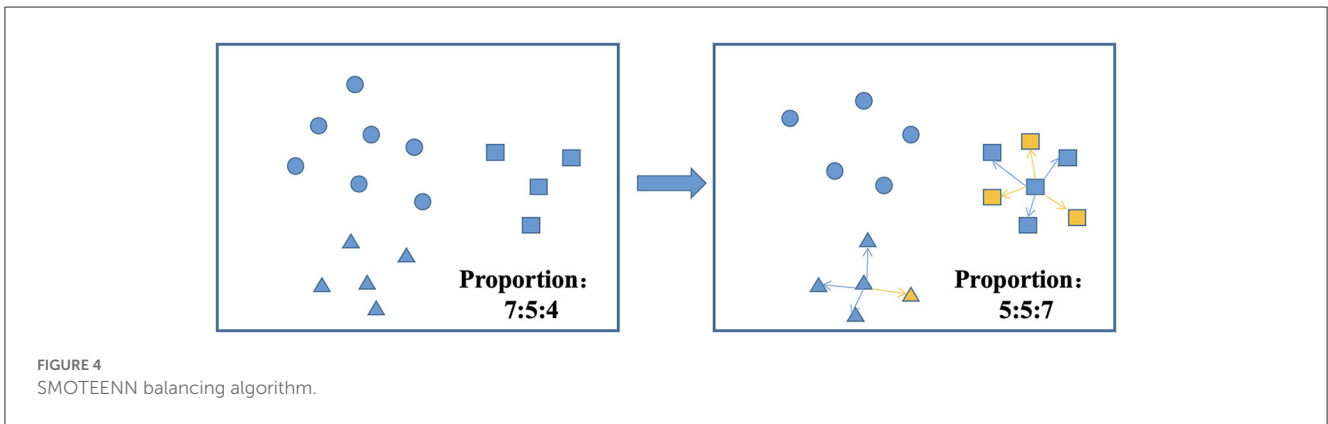 Proportion：
7:5:4
Proportion：
5:5:7
FIGURE 4
SMOTEENN balancing algorithm.